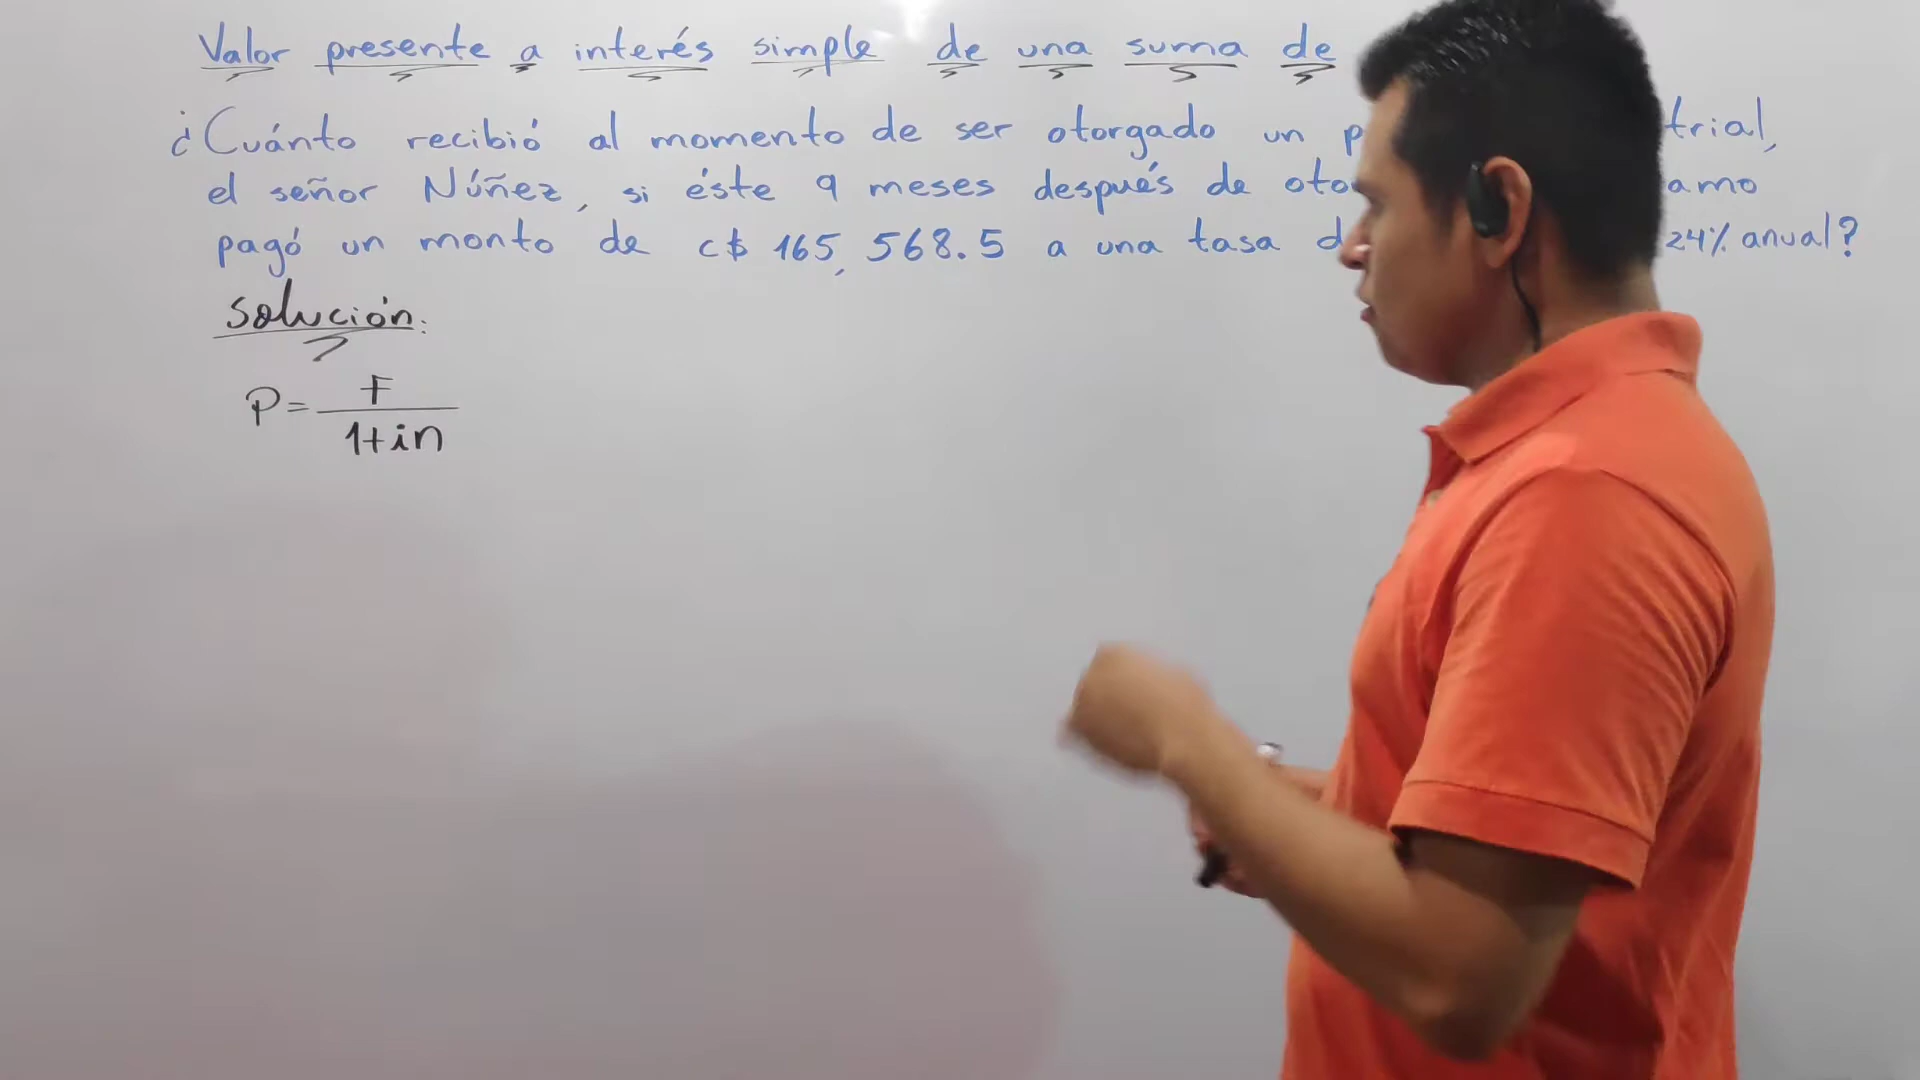 Valor presente a interés simple de una suma de
¿Cuánto recibió al momento de ser otorgado un trial,
el señor Núñez, si éste 9 meses después de amo
pagó un monto de C$ 165,568.5 a una tasa 24% anual?
Solución:
P = F / 1+in